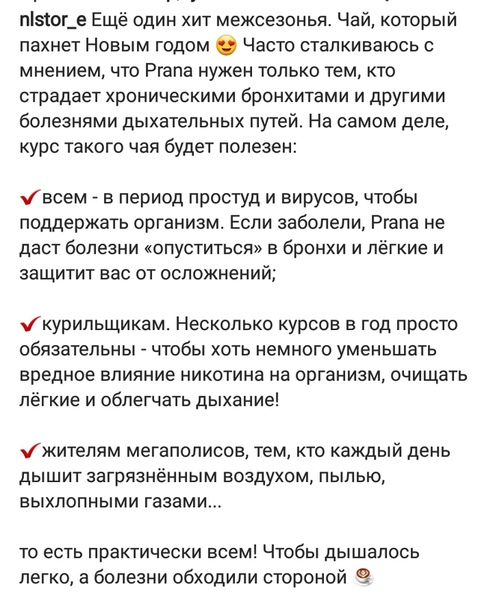 nlstor_e Ещё один хит межсезонья. Чай, который
пахнет Новым годом 😍 Часто сталкиваюсь с
мнением, что Prana нужен только тем, кто
страдает хроническими бронхитами и другими
болезнями дыхательных путей. На самом деле,
курс такого чая будет полезен:
✔всем - в период простуд и вирусов, чтобы
поддержать организм. Если заболели, Prana не
даст болезни «опуститься» в бронхи и лёгкие и
защитит вас от осложнений;
✔курильщикам. Несколько курсов в год просто
обязательны - чтобы хоть немного уменьшать
вредное влияние никотина на организм, очищать
лёгкие и облегчать дыхание!
✔жителям мегаполисов, тем, кто каждый день
дышит загрязнённым воздухом, пылью,
выхлопными газами...
то есть практически всем! Чтобы дышалось
легко, а болезни обходили стороной ☕